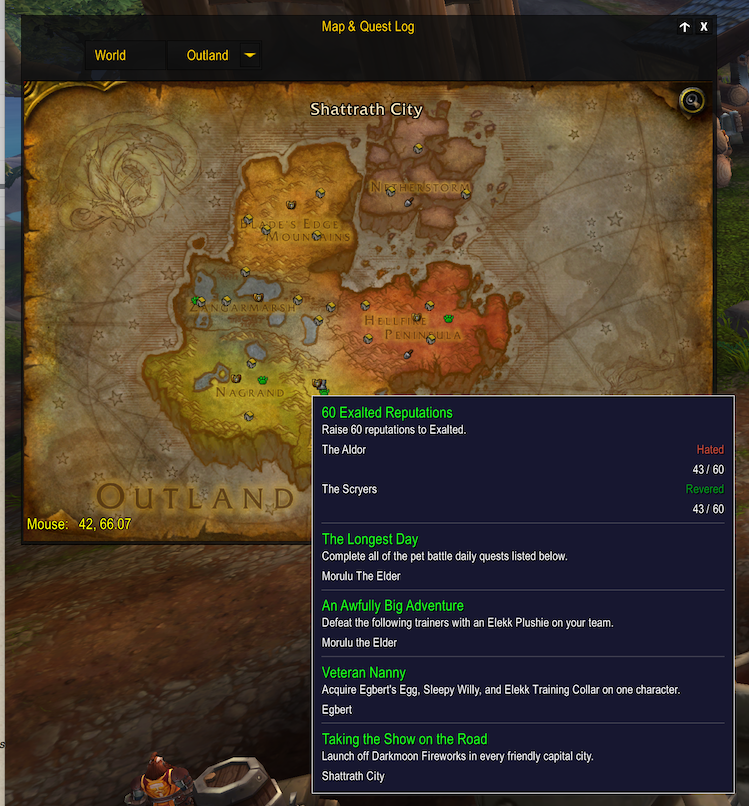 Map & Quest Log
World
Outland
Shattrath City
NETHERSTORM
BLADE'S EDGE
MOUNTAINS
ZANGARMARSH
HELLFIRE
PENINSULA
NAGRAND
OUTLAND
Mouse: 42, 66.07
60 Exalted Reputations
Raise 60 reputations to Exalted.
The Aldor Hated
43 / 60
The Scryers Revered
43 / 60
The Longest Day
Complete all of the pet battle daily quests listed below.
Morulu The Elder
An Awfully Big Adventure
Defeat the following trainers with an Elekk Plushie on your team.
Morulu the Elder
Veteran Nanny
Acquire Egbert's Egg, Sleepy Willy, and Elekk Training Collar on one character.
Egbert
Taking the Show on the Road
Launch off Darkmoon Fireworks in every friendly capital city.
Shattrath City